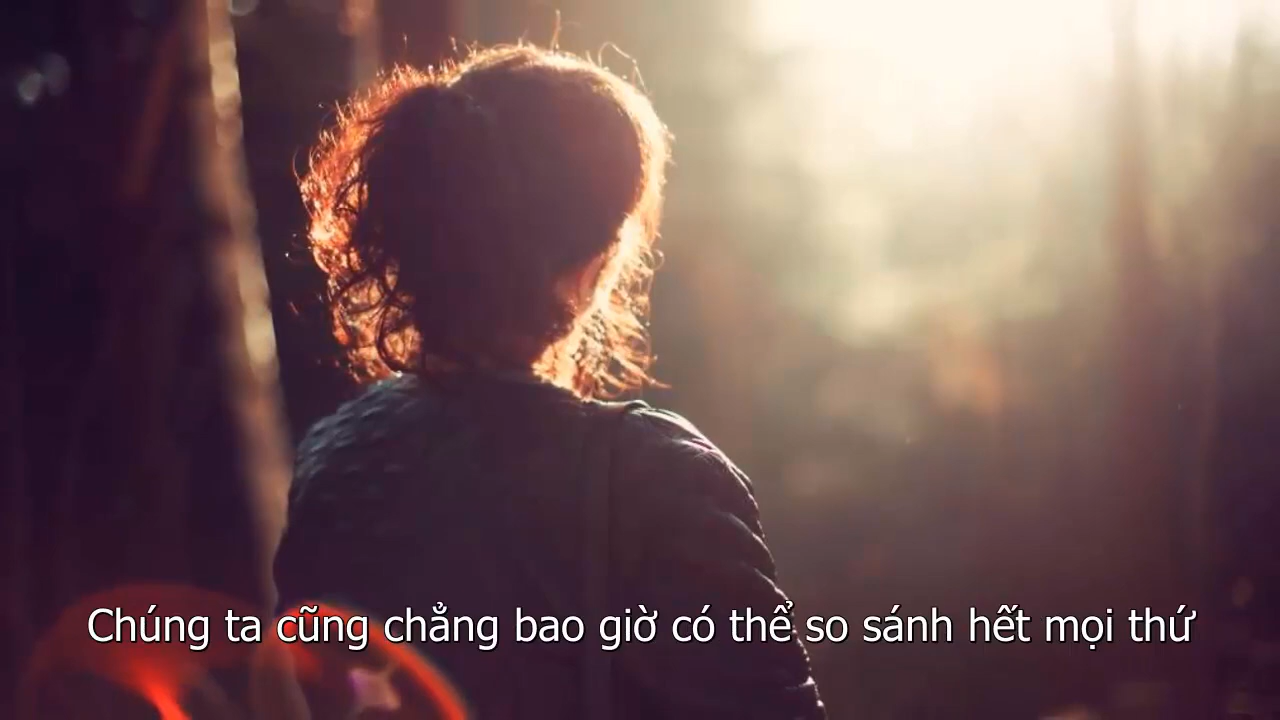 Chúng ta cũng chẳng bao giờ có thể so sánh hết mọi thứ